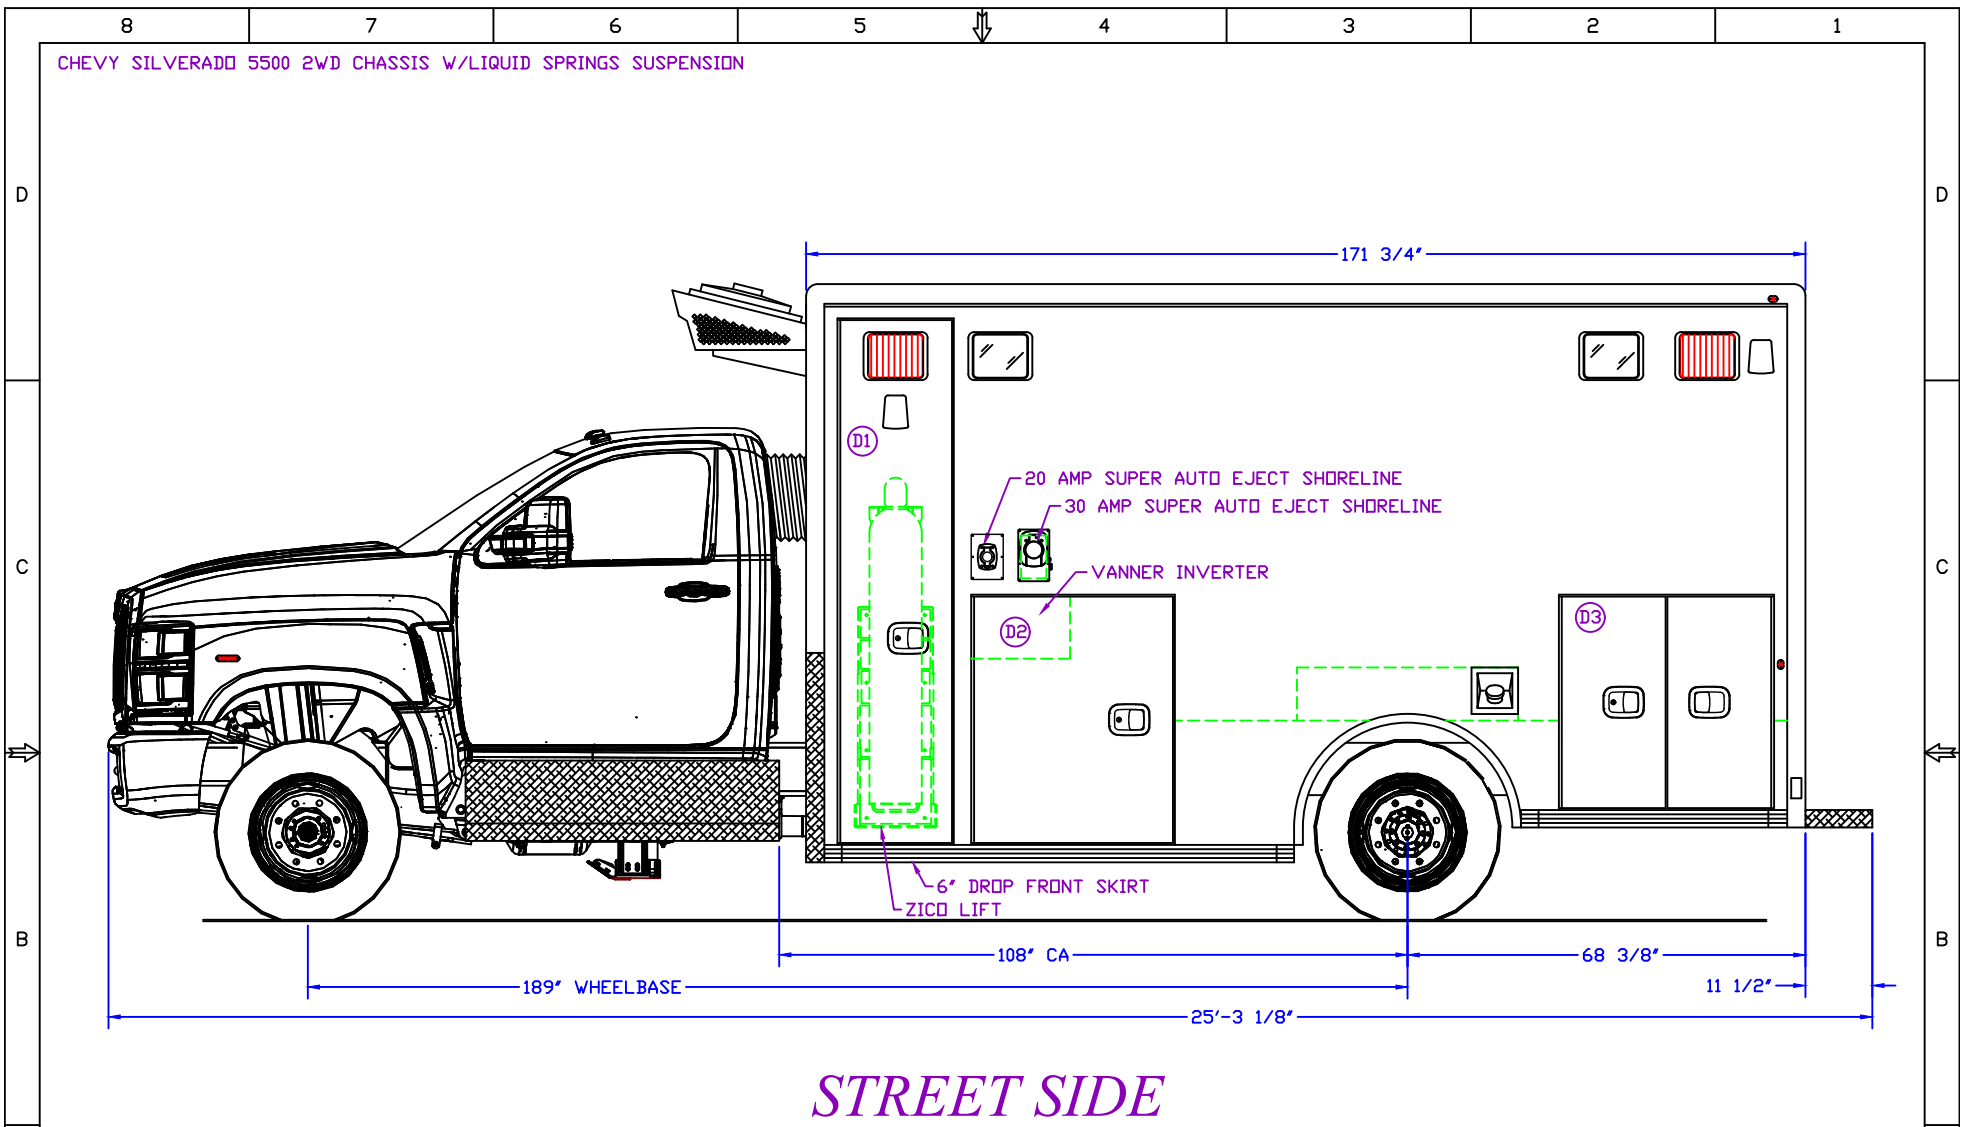 8 7 6 5 4 3 2 1
CHEVY SILVERADO 5500 2WD CHASSIS W/LIQUID SPRINGS SUSPENSION
D D
171 3/4"
D1
20 AMP SUPER AUTO EJECT SHORELINE
30 AMP SUPER AUTO EJECT SHORELINE
C C
VANNER INVERTER
D2 D3
6" DROP FRONT SKIRT
ZICO LIFT
B B
108" CA 68 3/8"
189" WHEELBASE 11 1/2"
25'-3 1/8"
STREET SIDE